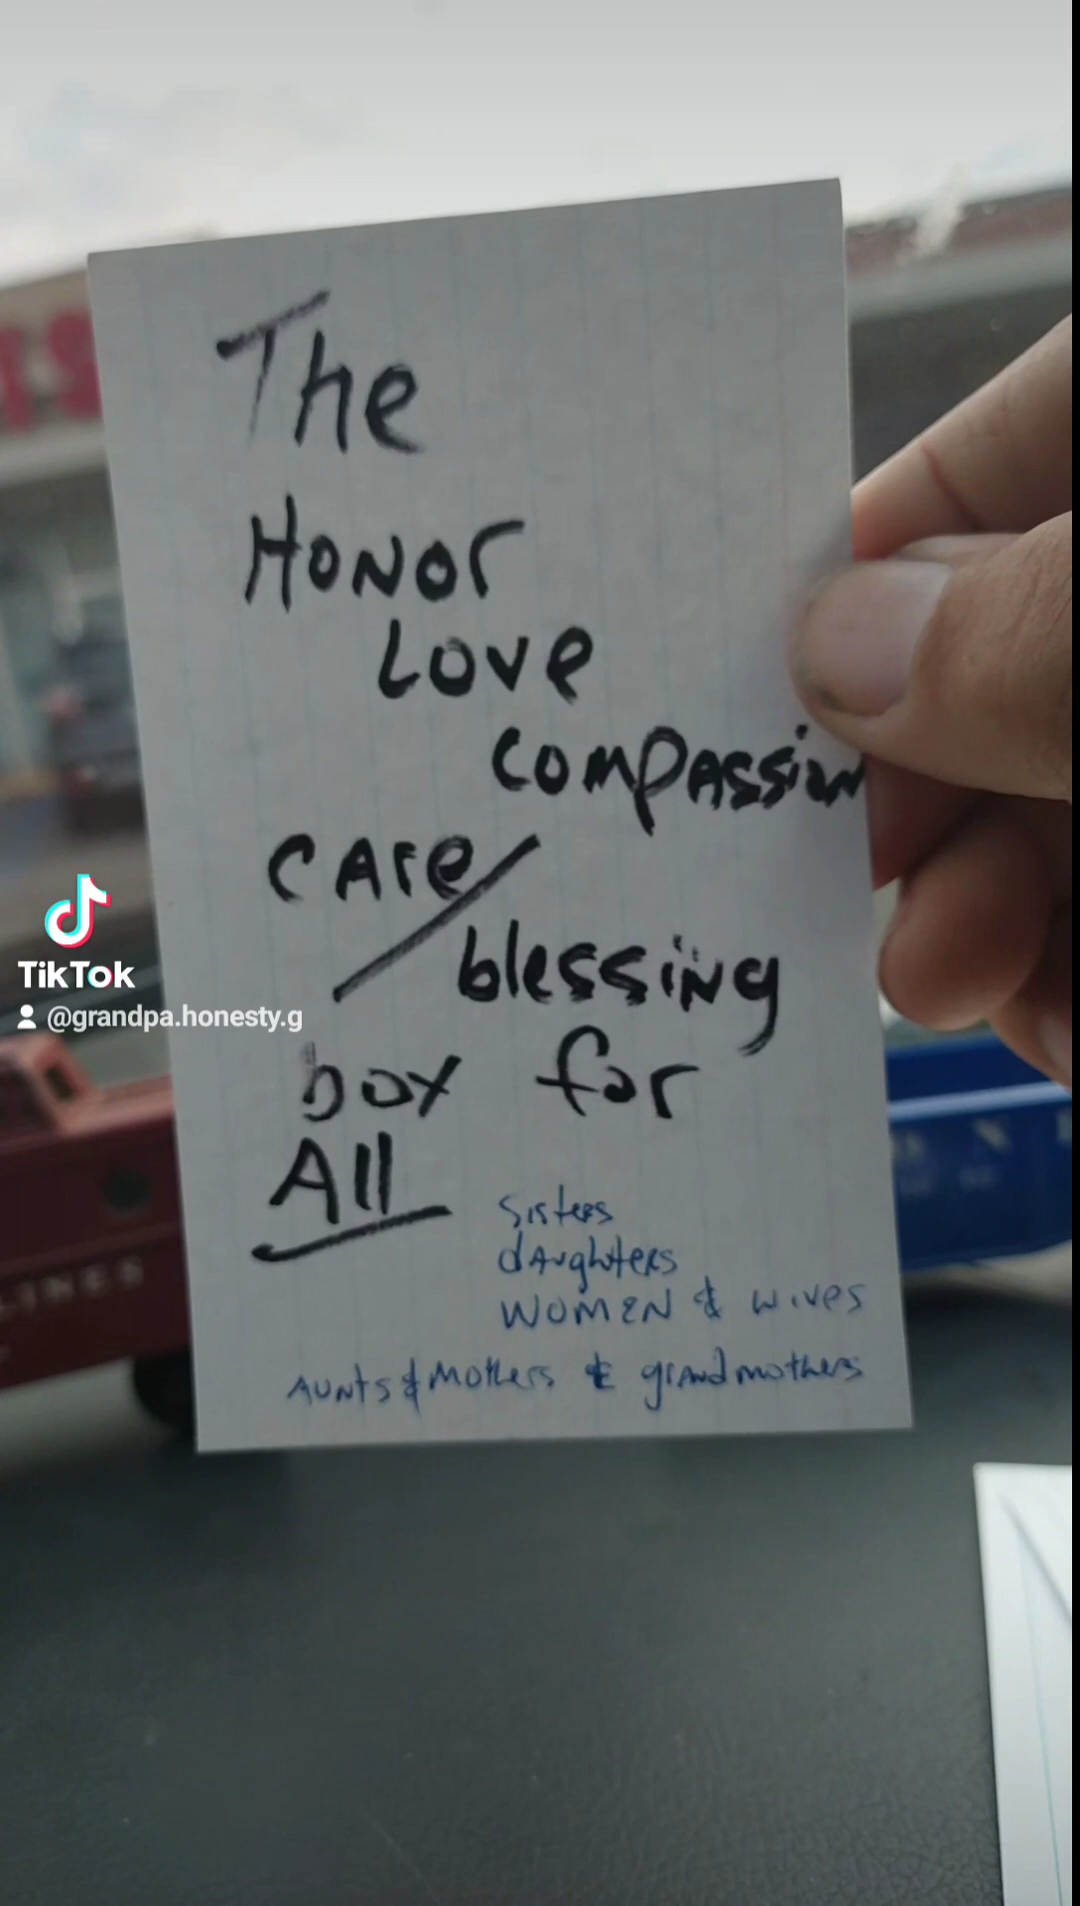 The
HONOr
LOVe
COMPASSion
CAre/
blessiNg
box for
All
Sisters
dAughters
WOMEN & wives
AUNtS & MOthers & grANdmothers
TikTok
@grandpa.honesty.g
LINES